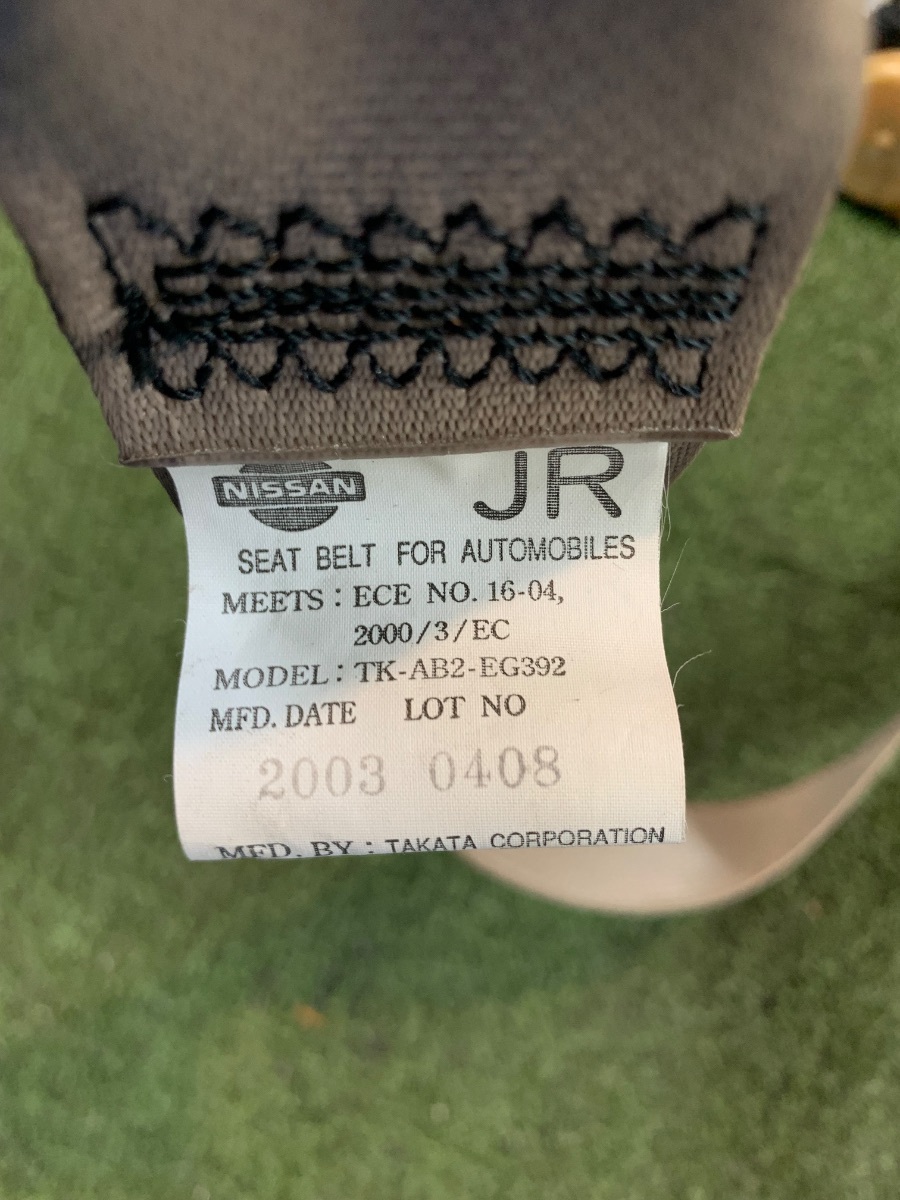 NISSAN JR
SEAT BELT FOR AUTOMOBILES
MEETS : ECE NO. 16-04,
2000/3/EC
MODEL : TK-AB2-EG392
MFD. DATE LOT NO
2003 0408
MFD. BY : TAKATA CORPORATION